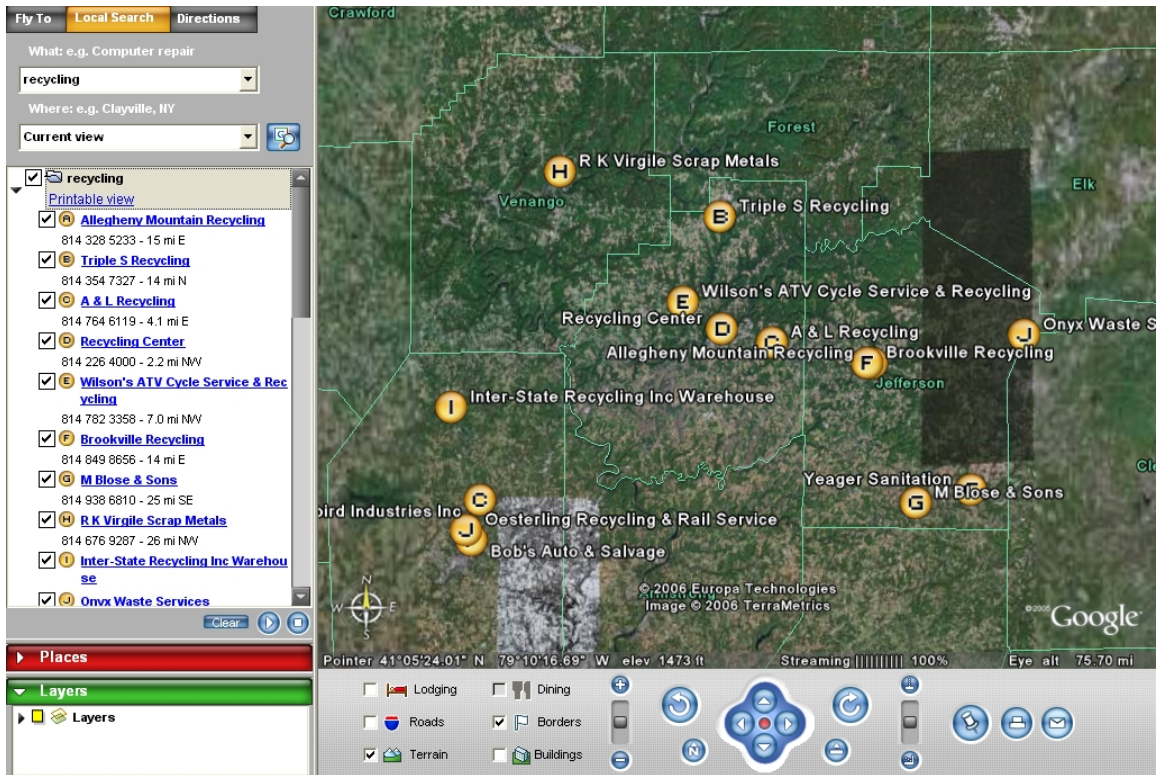 Fly To
Local Search
Directions
What: e.g. Computer repair
recycling
Where: e.g. Clayville, NY
Current view
recycling
Printable view
A Allegheny Mountain Recycling
814 328 5233 - 15 mi E
B Triple S Recycling
814 354 7327 - 14 mi N
C A & L Recycling
814 764 6119 - 4.1 mi E
D Recycling Center
814 226 4000 - 2.2 mi NW
E Wilson's ATV Cycle Service & Rec
ycling
814 782 3358 - 7.0 mi NW
F Brookville Recycling
814 849 8656 - 14 mi E
G M Blose & Sons
814 938 6810 - 25 mi SE
H R K Virgile Scrap Metals
814 676 9287 - 26 mi NW
I Inter-State Recycling Inc Warehou
se
J Onyx Waste Services
Clear
Places
Layers
Layers
Crawford
Forest
Elk
H R K Virgile Scrap Metals
Venango
B Triple S Recycling
E Wilson's ATV Cycle Service & Recycling
Recycling Center D
C A & L Recycling
J Onyx Waste S
Allegheny Mountain Recycling
F Brookville Recycling
Jefferson
I Inter-State Recycling Inc Warehouse
Cle
Yeager Sanitation
G M Blose & Sons
C
bird Industries Inc
J Oesterling Recycling & Rail Service
Bob's Auto & Salvage
N
W E
S
© 2006 Europa Technologies
Armstrong
Image © 2006 TerraMetrics
© 2005 Google
Pointer 41°05'24.01" N 79°10'16.69" W elev 1473 ft
Streaming |||||||||| 100%
Eye alt 75.70 mi
Lodging
Dining
Roads
Borders
Terrain
Buildings
N